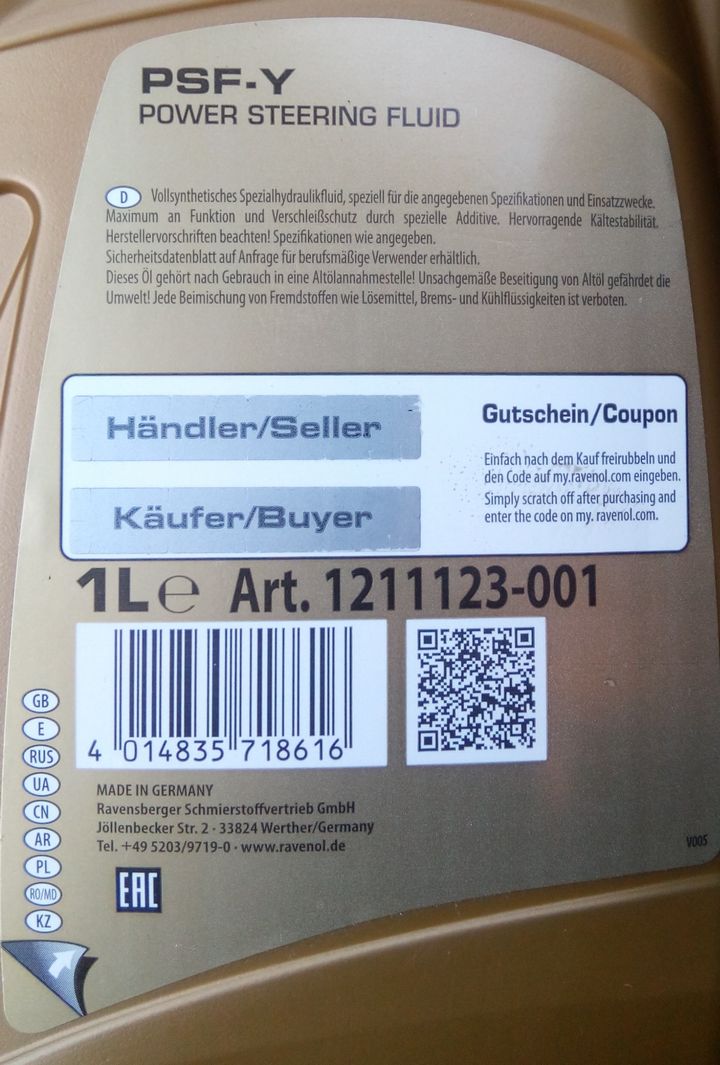 PSF-Y
POWER STEERING FLUID
D Vollsynthetisches Spezialhydraulikfluid, speziell für die angegebenen Spezifikationen und Einsatzzwecke.
Maximum an Funktion und Verschleißschutz durch spezielle Additive. Hervorragende Kältestabilität.
Herstellervorschriften beachten! Spezifikationen wie angegeben.
Sicherheitsdatenblatt auf Anfrage für berufsmäßige Verwender erhältlich.
Dieses Öl gehört nach Gebrauch in eine Altölannahmestelle! Unsachgemäße Beseitigung von Altöl gefährdet die
Umwelt! Jede Beimischung von Fremdstoffen wie Lösemittel, Brems- und Kühlflüssigkeiten ist verboten.
Händler/Seller
Käufer/Buyer
Gutschein/Coupon
Einfach nach dem Kauf freirubbeln und
den Code auf my.ravenol.com eingeben.
Simply scratch off after purchasing and
enter the code on my. ravenol.com.
1L e Art. 1211123-001
4 014835 718616
GB
E
RUS
UA
CN
AR
PL
RO/MD
KZ
MADE IN GERMANY
Ravensberger Schmierstoffvertrieb GmbH
Jöllenbecker Str. 2 · 33824 Werther/Germany
Tel. +49 5203/9719-0 · www.ravenol.de
V005
EAC